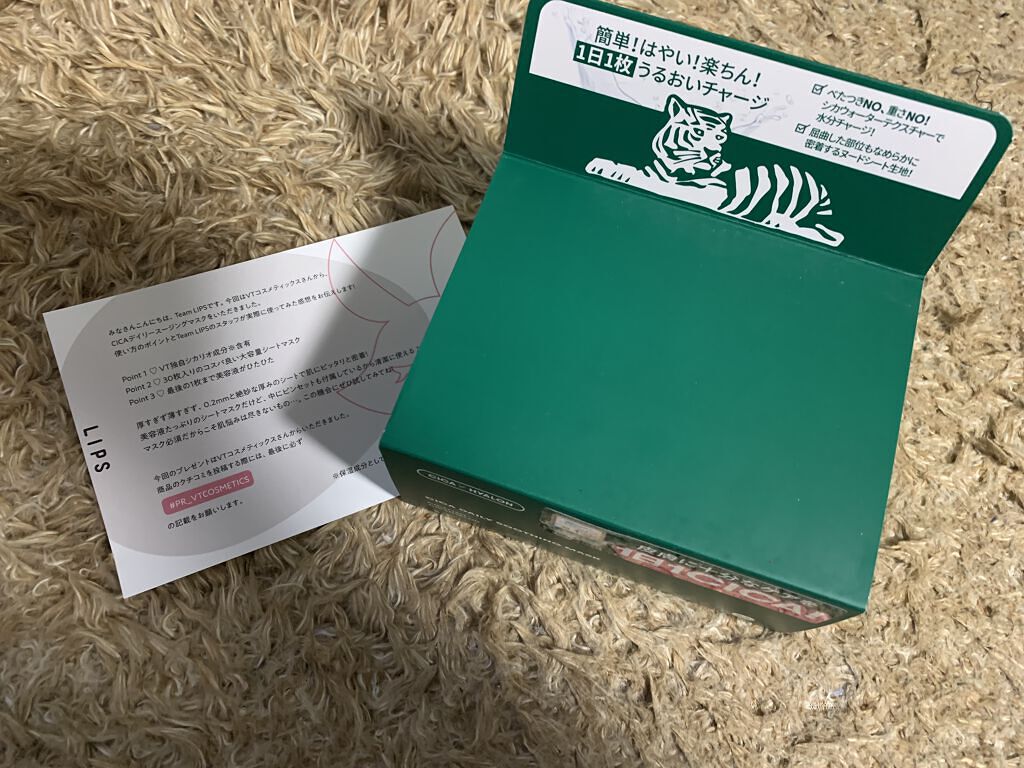 簡単!はやい!楽ちん!
1日1枚うるおいチャージ
べたつきNO、重さNO!
シカウォーターテクスチャーで
水分チャージ!
屈曲した部位もなめらかに
密着するヌードシート生地!
みなさんこんにちは、Team LIPSです。今回はVTコスメティックスさんから、
CICAデイリースージングマスクをいただきました。
使い方のポイントとTeam LIPSのスタッフが実際に使ってみた感想をお伝えします!
Point 1 ♡ VT独自シカリオ成分※含有
Point 2 ♡ 30枚入りのコスパ良い大容量シートマスク
Point 3 ♡ 最後の1枚まで美容液がひたひた
厚すぎず薄すぎず、0.2mmと絶妙な厚みのシートで肌にピッタリと密着!
美容液たっぷりのシートマスクだけど、中にピンセットも付属しているから清潔に使える
マスク必須だからこそ肌悩みは尽きないもの…。この機会にぜひ試してみてね
今回のプレゼントはVTコスメティックスさんからいただきました。
商品のクチコミを投稿する際には、最後に必ず
#PR_VTCOSMETICS
の記載をお願いします。
※保湿成分として
LIPS
CICA HYALON
CICA DAILY SOOTHING MASK